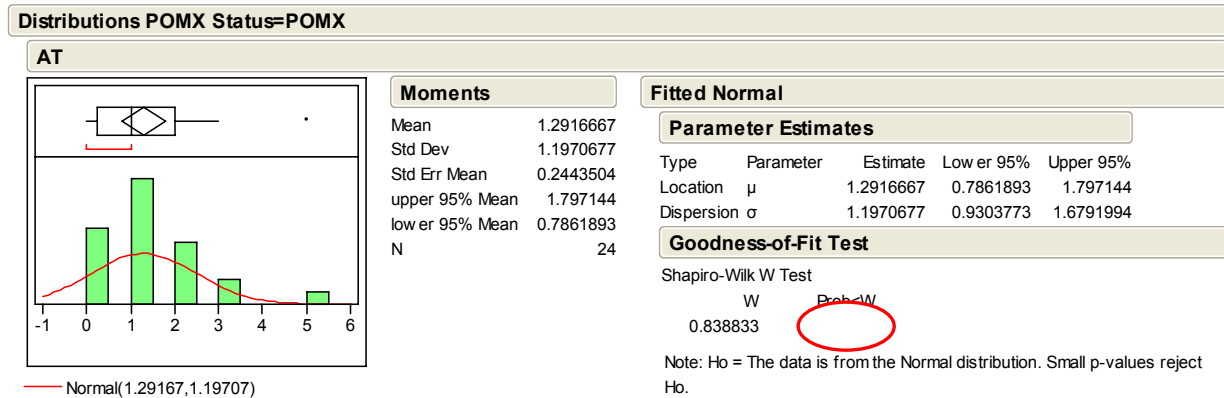 Distributions POMX Status=POMX
AT
-1 0 1 2 3 4 5 6
Normal(1.29167,1.19707)
Moments
Mean 1.2916667
Std Dev 1.1970677
Std Err Mean 0.2443504
upper 95% Mean 1.797144
lower 95% Mean 0.7861893
N 24
Fitted Normal
Parameter Estimates
Type Parameter Estimate Lower 95% Upper 95%
Location μ 1.2916667 0.7861893 1.797144
Dispersion σ 1.1970677 0.9303773 1.6791994
Goodness-of-Fit Test
Shapiro-Wilk W Test
W Prob<W
0.838833
Note: Ho = The data is from the Normal distribution. Small p-values reject
Ho.